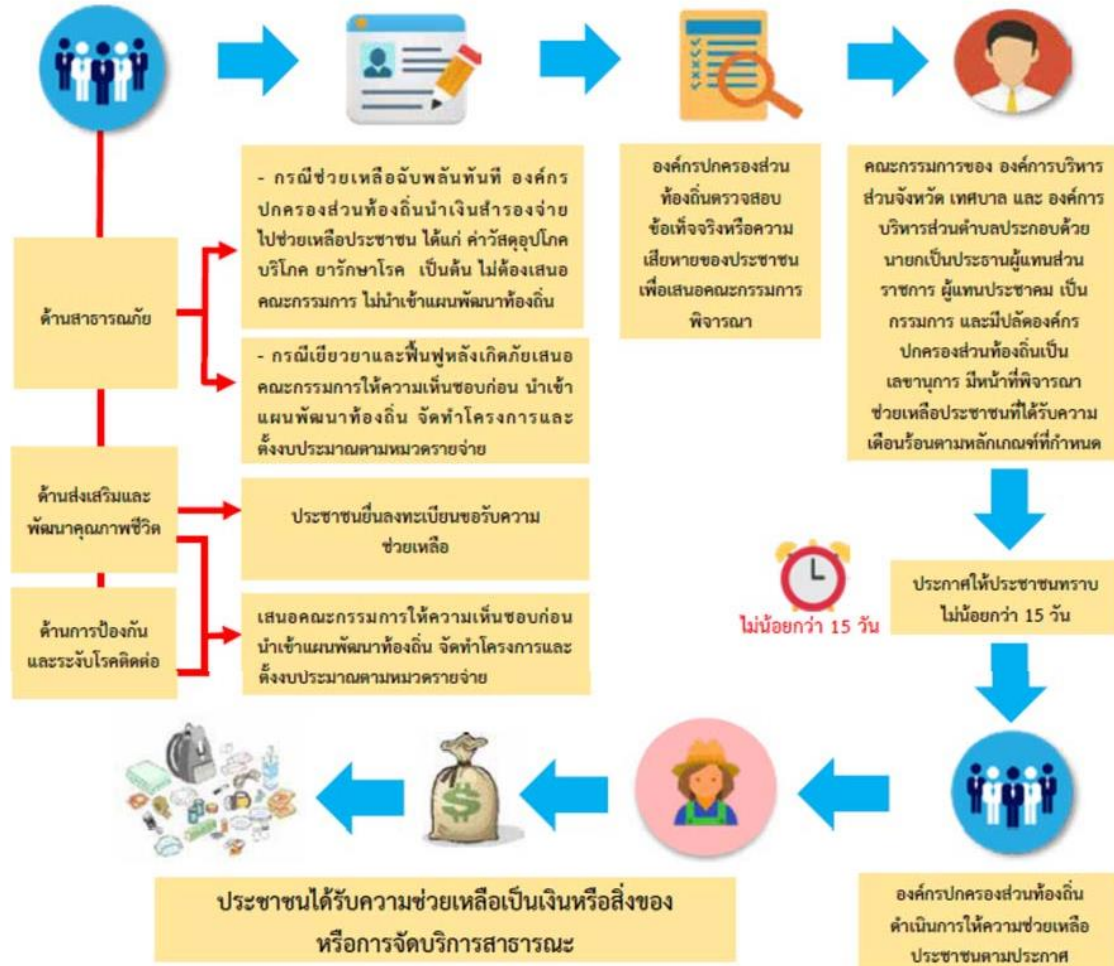 - กรณีช่วยเหลือฉับพลันทันที องค์กร
ปกครองส่วนท้องถิ่นนำเงินสำรองจ่าย
ไปช่วยเหลือประชาชน ได้แก่ ค่าวัสดุอุปโภค
บริโภค ยารักษาโรค เป็นต้น ไม่ต้องเสนอ
คณะกรรมการ ไม่นำเข้าแผนพัฒนาท้องถิ่น
องค์กรปกครองส่วน
ท้องถิ่นตรวจสอบ
ข้อเท็จจริงหรือความ
เสียหายของประชาชน
เพื่อเสนอคณะกรรมการ
พิจารณา
คณะกรรมการของ องค์การบริหาร
ส่วนจังหวัด เทศบาล และ องค์การ
บริหารส่วนตำบลประกอบด้วย
นายกเป็นประธานผู้แทนส่วน
ราชการ ผู้แทนประชาคม เป็น
กรรมการ และมีปลัดองค์กร
ปกครองส่วนท้องถิ่นเป็น
เลขานุการ มีหน้าที่พิจารณา
ช่วยเหลือประชาชนที่ได้รับความ
เดือนร้อนตามหลักเกณฑ์ที่กำหนด
ด้านสาธารณภัย
- กรณีเยียวยาและฟื้นฟูหลังเกิดภัยเสนอ
คณะกรรมการให้ความเห็นชอบก่อน นำเข้า
แผนพัฒนาท้องถิ่น จัดทำโครงการและ
ตั้งงบประมาณตามหมวดรายจ่าย
ด้านส่งเสริมและ
พัฒนาคุณภาพชีวิต
ประชาชนยื่นลงทะเบียนขอรับความ
ช่วยเหลือ
ไม่น้อยกว่า 15 วัน
ประกาศให้ประชาชนทราบ
ไม่น้อยกว่า 15 วัน
ด้านการป้องกัน
และระงับโรคติดต่อ
เสนอคณะกรรมการให้ความเห็นชอบก่อน
นำเข้าแผนพัฒนาท้องถิ่น จัดทำโครงการและ
ตั้งงบประมาณตามหมวดรายจ่าย
ประชาชนได้รับความช่วยเหลือเป็นเงินหรือสิ่งของ
หรือการจัดบริการสาธารณะ
องค์กรปกครองส่วนท้องถิ่น
ดำเนินการให้ความช่วยเหลือ
ประชาชนตามประกาศ